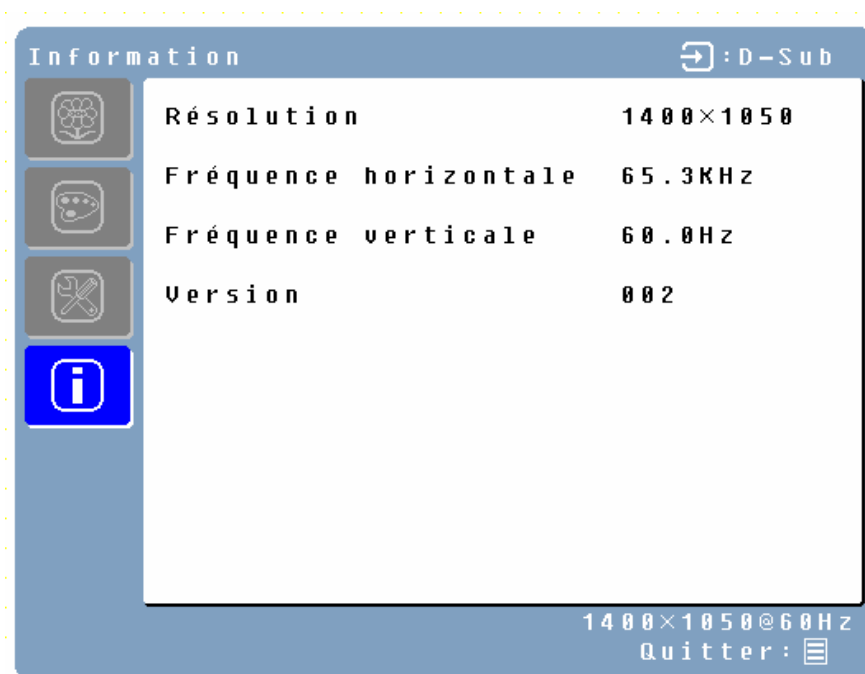 Information :D-Sub
Résolution 1400×1050
Fréquence horizontale 65.3KHz
Fréquence verticale 60.0Hz
Version 002
1400×1050@60Hz
Quitter: